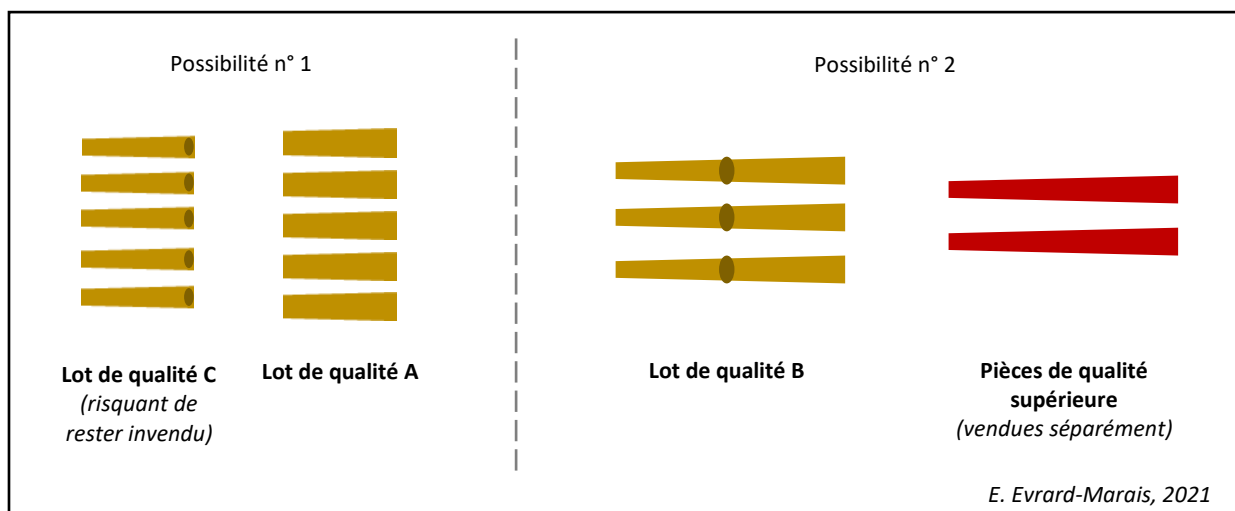 Possibilité n° 1
Possibilité n° 2
Lot de qualité C
(risquant de
rester invendu)
Lot de qualité A
Lot de qualité B
Pièces de qualité
supérieure
(vendues séparément)
E. Evrard-Marais, 2021